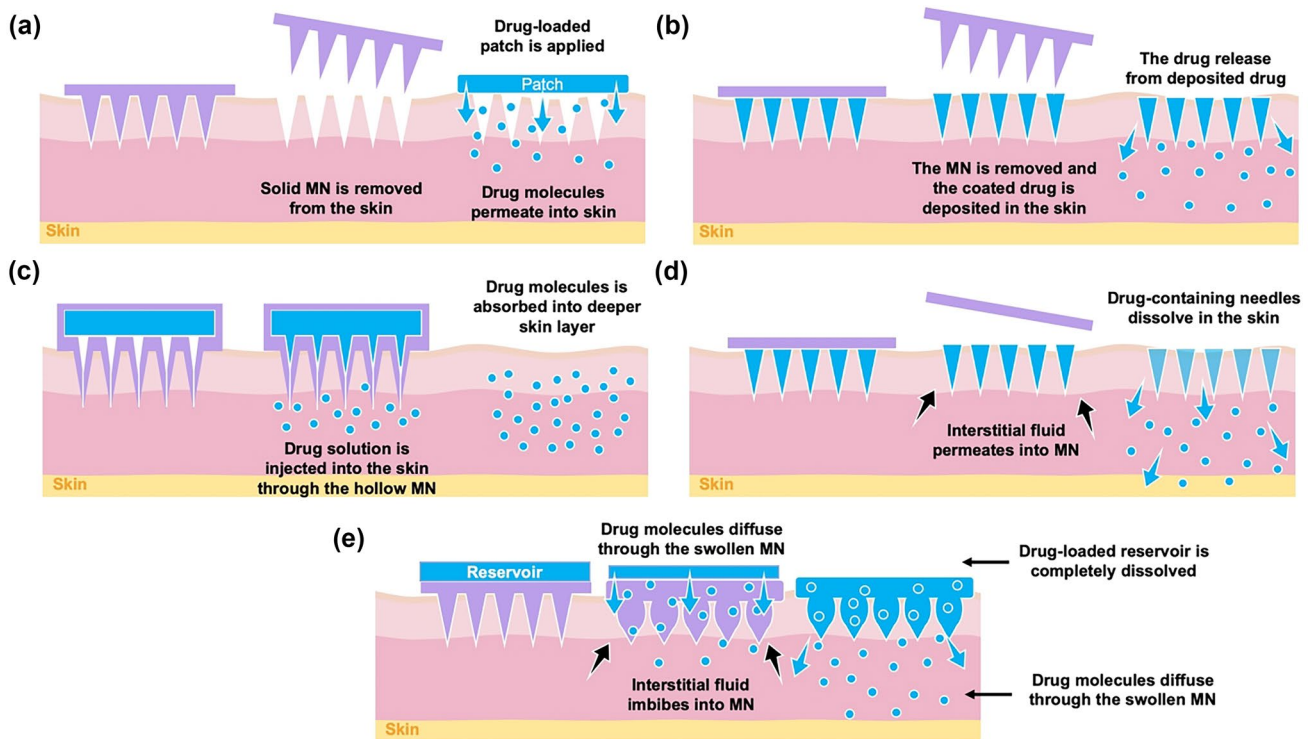 (a)
Drug-loaded
patch is applied
Patch
Solid MN is removed
from the skin
Drug molecules
permeate into skin
Skin
(b)
The drug release
from deposited drug
The MN is removed and
the coated drug is
deposited in the skin
Skin
(c)
Drug molecules is
absorbed into deeper
skin layer
Drug solution is
injected into the skin
through the hollow MN
Skin
(d)
Drug-containing needles
dissolve in the skin
Interstitial fluid
permeates into MN
Skin
(e)
Drug molecules diffuse
through the swollen MN
Reservoir
Drug-loaded reservoir is
completely dissolved
Interstitial fluid
imbibes into MN
Drug molecules diffuse
through the swollen MN
Skin